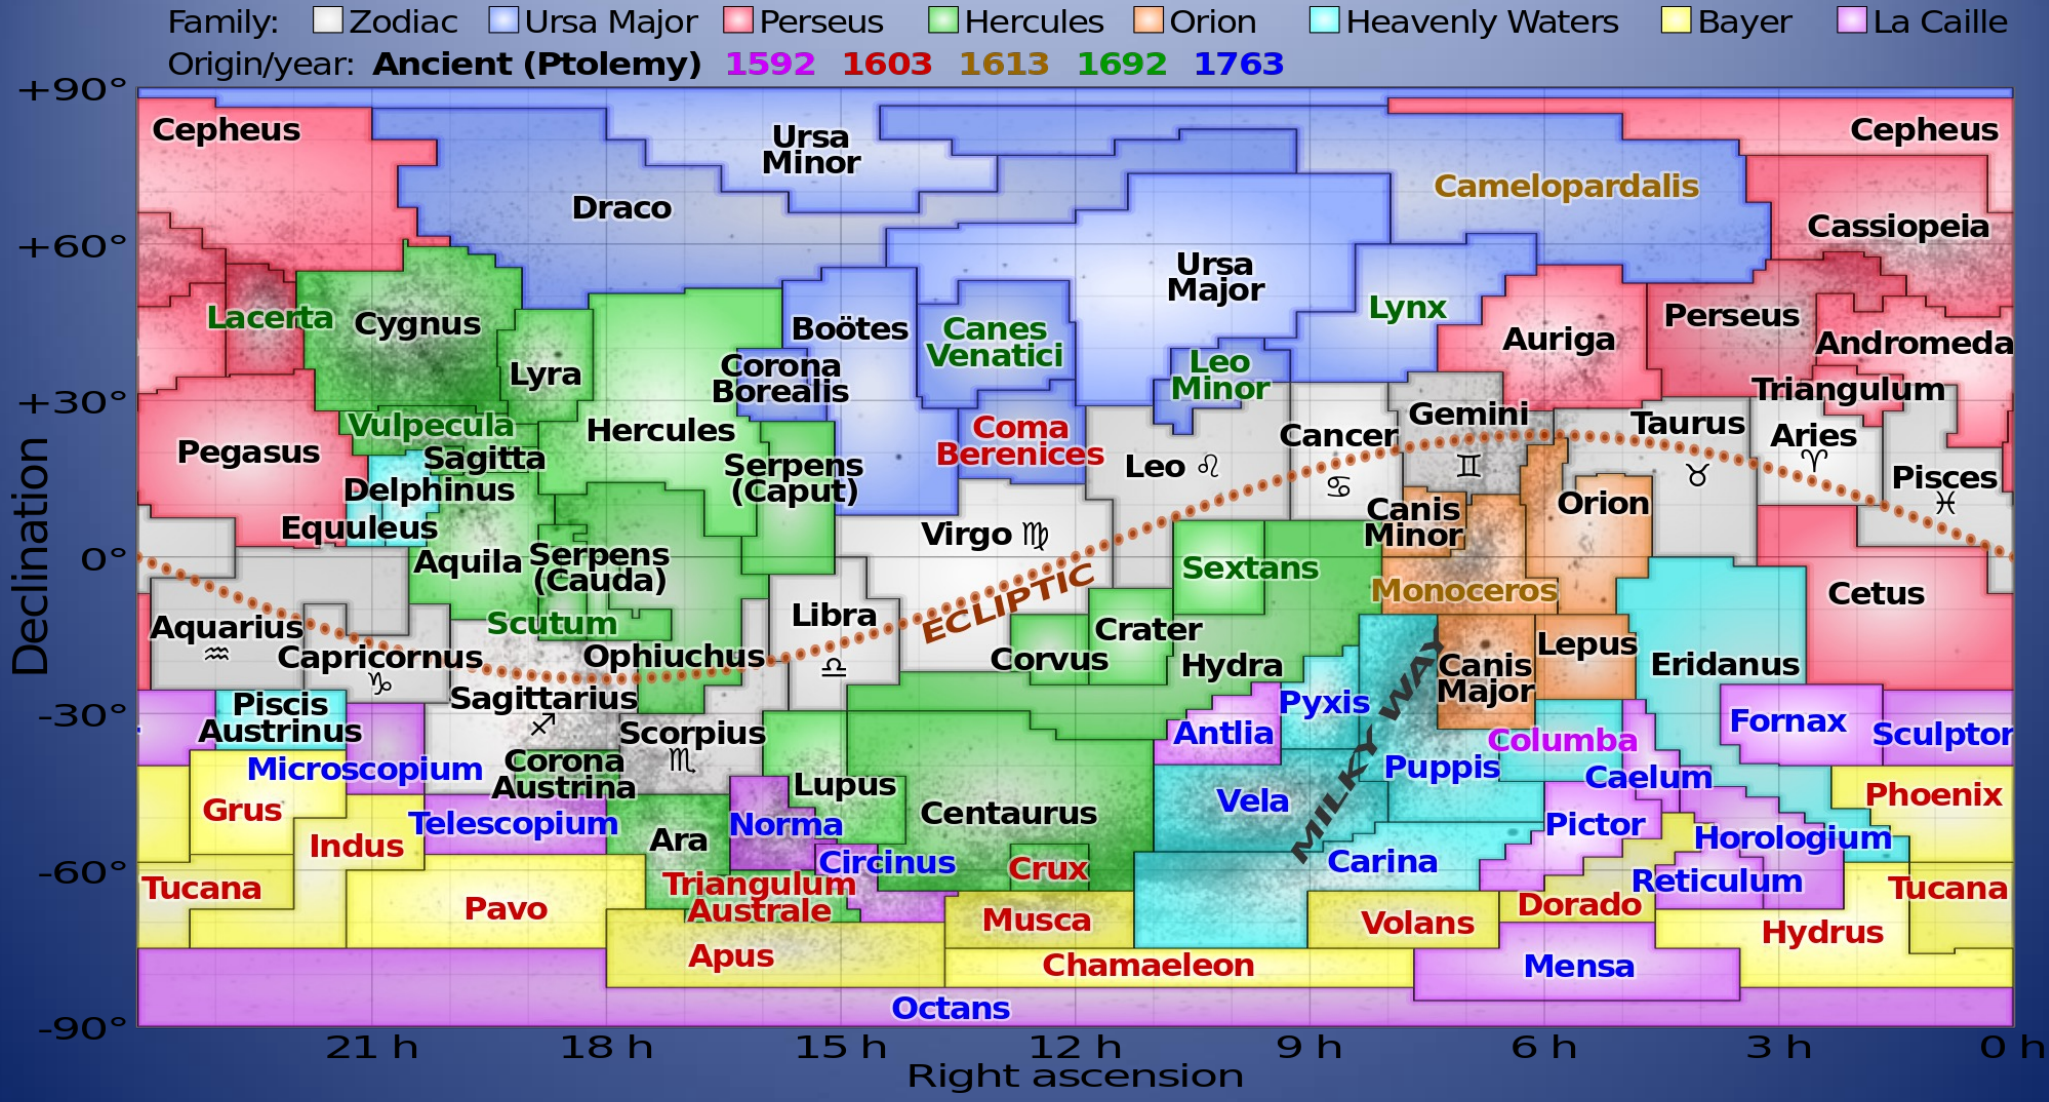 Family: Zodiac Ursa Major Perseus Hercules Orion Heavenly Waters Bayer La Caille
Origin/year: Ancient (Ptolemy) 1592 1603 1613 1692 1763
+90°
+60°
+30°
0°
-30°
-60°
-90°
Declination
Cepheus
Ursa
Minor
Cepheus
Draco
Camelopardalis
Cassiopeia
Ursa
Major
Lacerta
Cygnus
Boötes
Canes
Venatici
Lynx
Auriga
Perseus
Andromeda
Lyra
Corona
Borealis
Leo
Minor
Triangulum
Vulpecula
Hercules
Coma
Berenices
Gemini ♊
Taurus ♉
Aries ♈
Pegasus
Sagitta
Serpens
(Caput)
Leo ♌
Cancer ♋
Pisces ♓
Delphinus
Equuleus
Virgo ♍
Canis
Minor
Orion
Aquila
Serpens
(Cauda)
Sextans
Monoceros
ECLIPTIC
Cetus
Aquarius ♒
Scutum
Libra ♎
Crater
Lepus
Capricornus ♑
Ophiuchus
Corvus
Hydra
Canis
Major
Eridanus
MILKY WAY
Piscis
Austrinus
Sagittarius ♐
Scorpius ♏
Pyxis
Antlia
Columba
Fornax
Sculptor
Microscopium
Corona
Austrina
Lupus
Puppis
Caelum
Grus
Telescopium
Norma
Centaurus
Vela
Phoenix
Indus
Ara
Pictor
Horologium
Circinus
Crux
Carina
Tucana
Triangulum
Australe
Reticulum
Tucana
Pavo
Musca
Volans
Dorado
Hydrus
Apus
Chamaeleon
Mensa
Octans
21 h 18 h 15 h 12 h 9 h 6 h 3 h 0 h
Right ascension